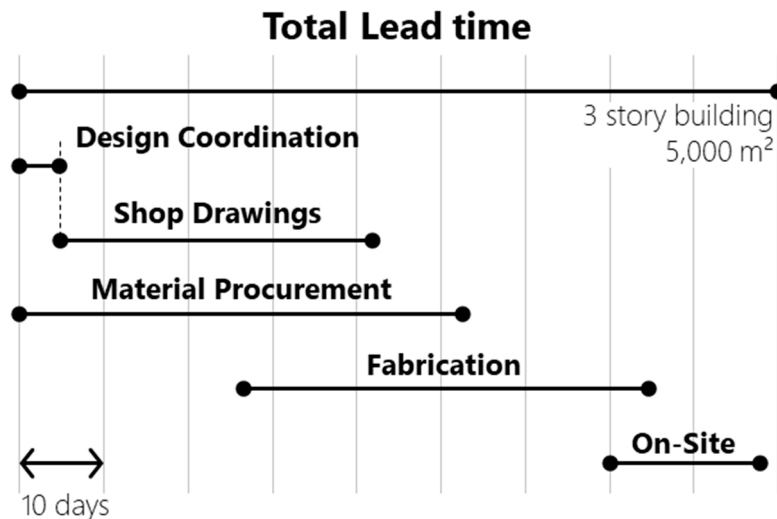 Total Lead time
3 story building
5,000 m²
Design Coordination
Shop Drawings
Material Procurement
Fabrication
On-Site
10 days